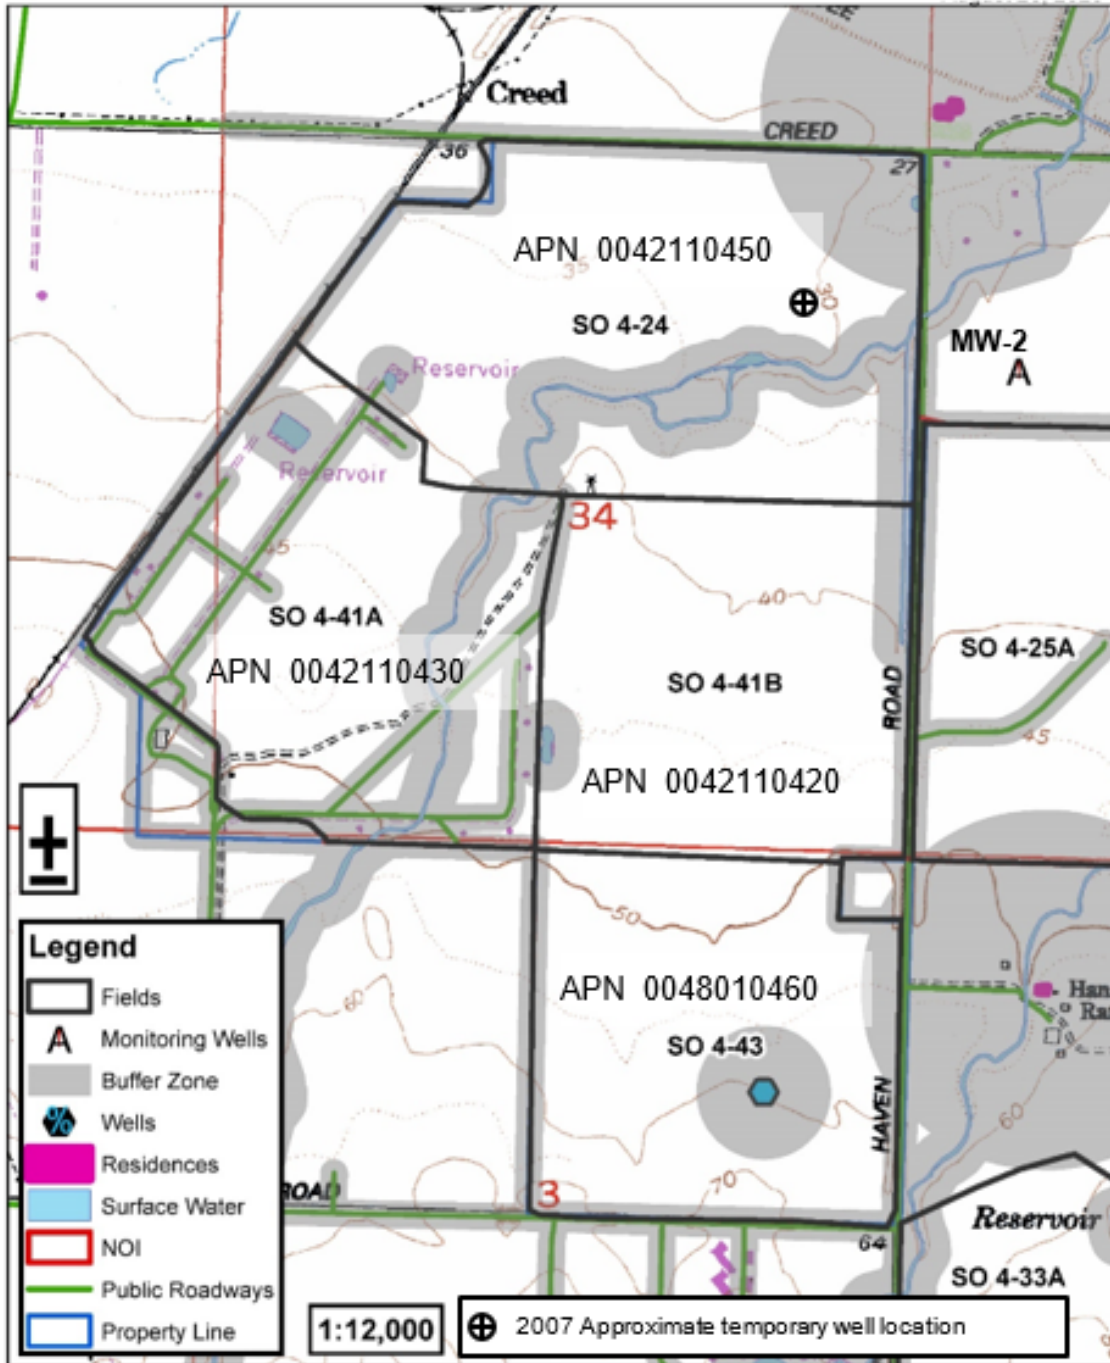 Creed
36
CREED
27
APN 0042110450
35
30
SO 4-24
MW-2
Reservoir
Reservoir
34
45
40
SO 4-41A
SO 4-25A
APN 0042110430
SO 4-41B
ROAD
45
APN 0042110420
50
APN 0048010460
Han
Ra
SO 4-43
60
HAVEN
60
70
ROAD
3
Reservoir
64
SO 4-33A
Legend
Fields
Monitoring Wells
Buffer Zone
% Wells
Residences
Surface Water
NOI
Public Roadways
Property Line
1:12,000
2007 Approximate temporary well location